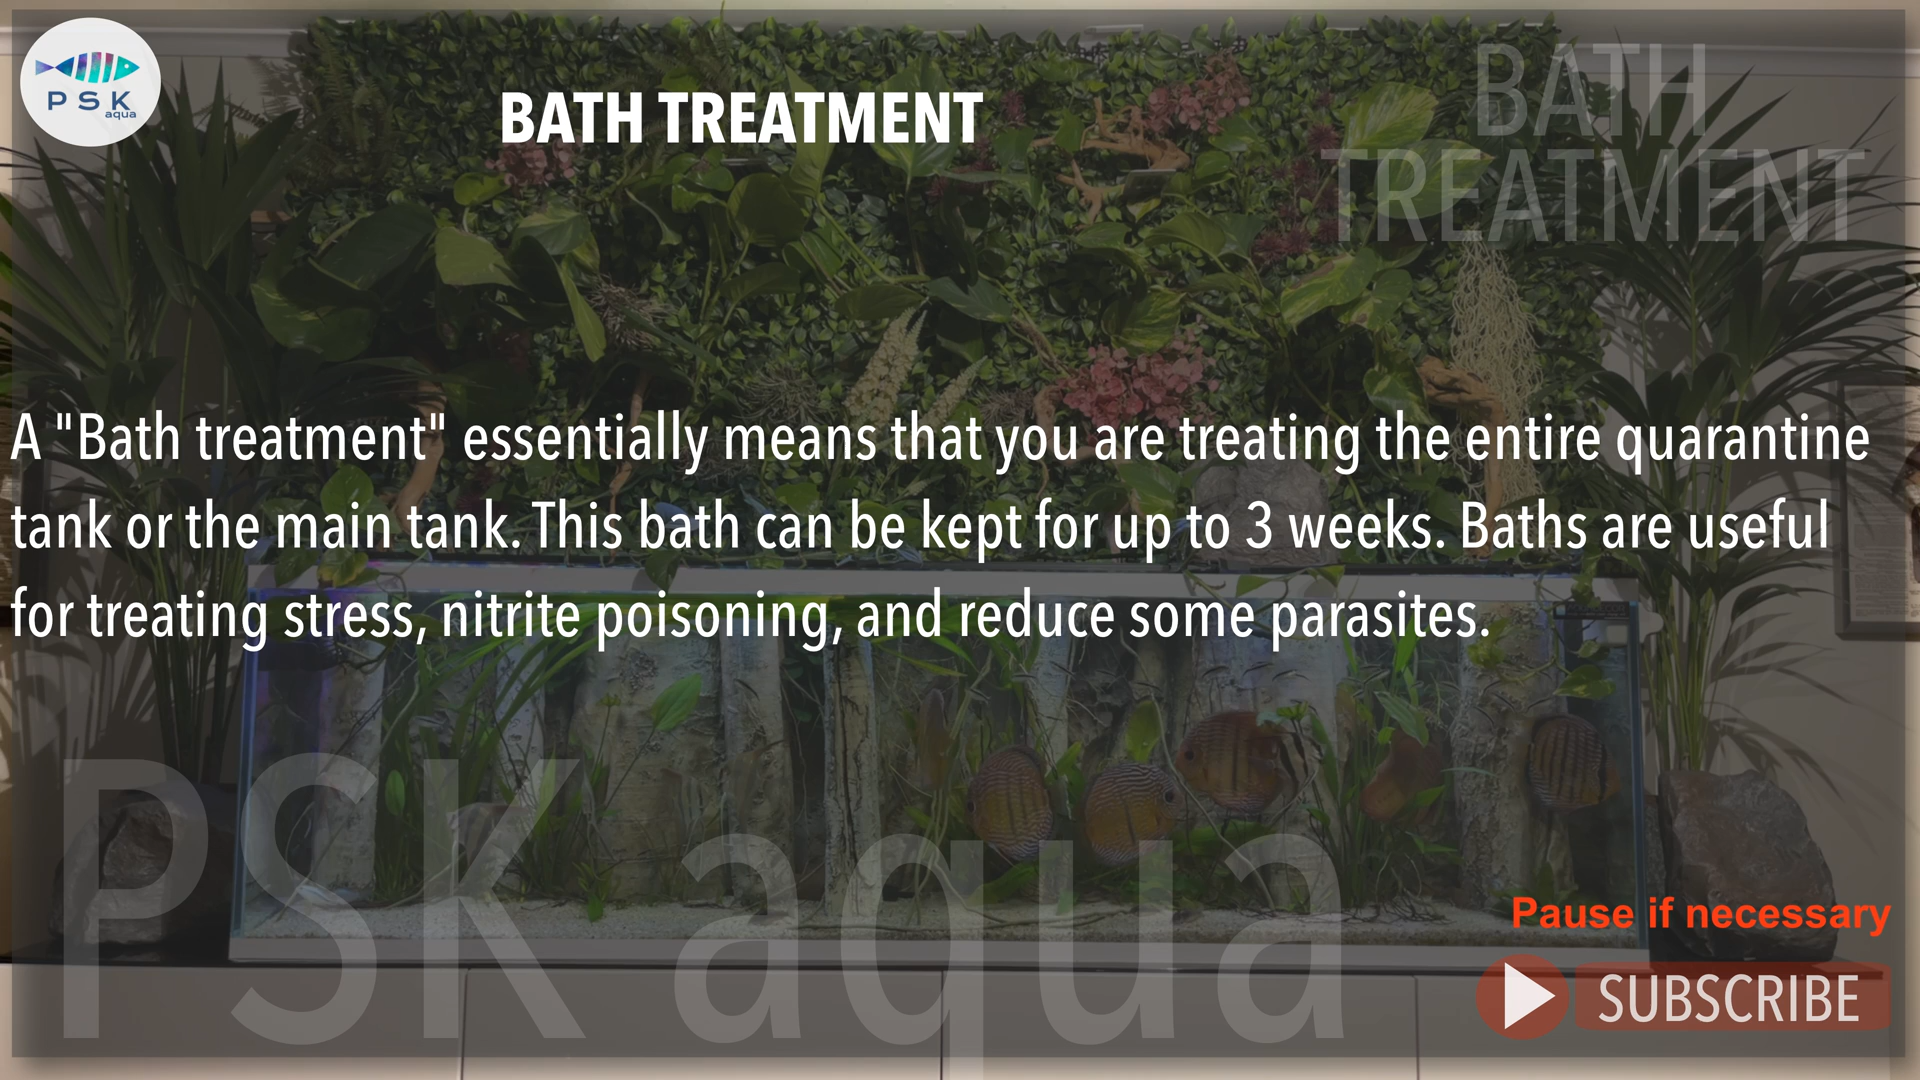 PSK
aqua
BATH TREATMENT
BATH
TREATMENT
A "Bath treatment" essentially means that you are treating the entire quarantine
tank or the main tank. This bath can be kept for up to 3 weeks. Baths are useful
for treating stress, nitrite poisoning, and reduce some parasites.
PSK aqua
Pause if necessary
SUBSCRIBE